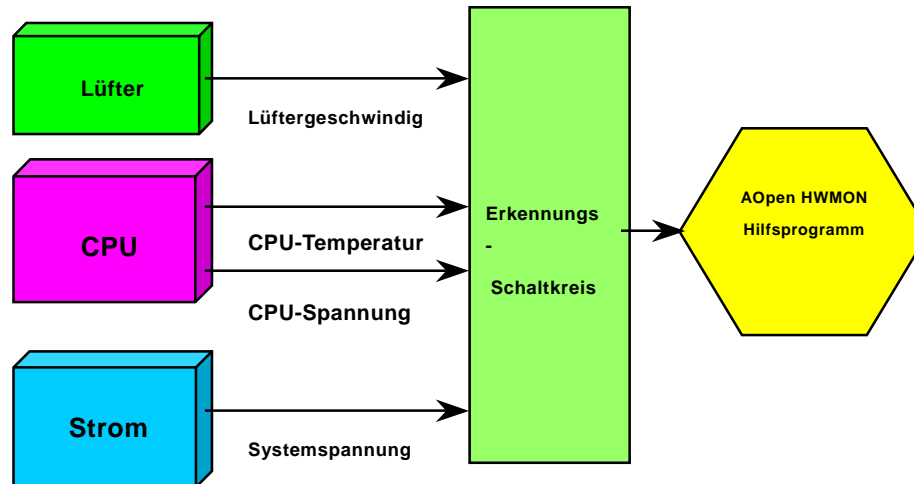 Lüfter
Lüftergeschwindig
CPU
CPU-Temperatur
CPU-Spannung
Strom
Systemspannung
Erkennungs
-
Schaltkreis
AOpen HWMON
Hilfsprogramm